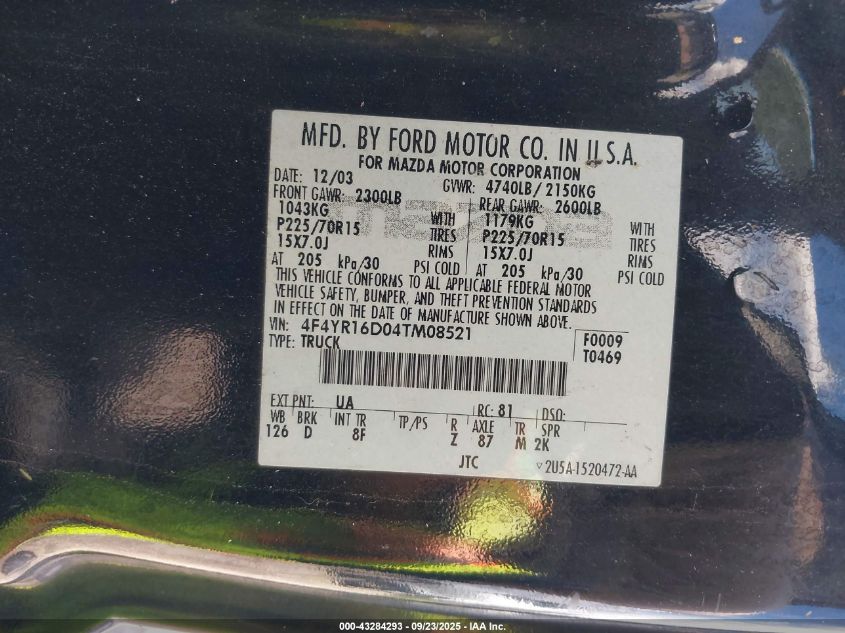 MFD. BY FORD MOTOR CO. IN U.S.A.
FOR MAZDA MOTOR CORPORATION
DATE: 12/03 GVWR: 4740LB/ 2150KG
FRONT GAWR: 2300LB REAR GAWR: 2600LB
1043KG WITH 1179KG WITH
P225/70R15 TIRES P225/70R15 TIRES
15X7.0J RIMS 15X7.0J RIMS
AT 205 kPa/30 PSI COLD AT 205 kPa/30 PSI COLD
THIS VEHICLE CONFORMS TO ALL APPLICABLE FEDERAL MOTOR
VEHICLE SAFETY, BUMPER, AND THEFT PREVENTION STANDARDS
IN EFFECT ON THE DATE OF MANUFACTURE SHOWN ABOVE.
VIN: 4F4YR16D04TM08521 F0009
TYPE: TRUCK T0469
EXT PNT: UA RC: 81 DSO:
WB BRK INT TR TP/PS R AXLE TR SPR
126 D 8F Z 87 M 2K
JTC 2U5A-1520472-AA
000-43284293 - 09/23/2025 - IAA Inc.